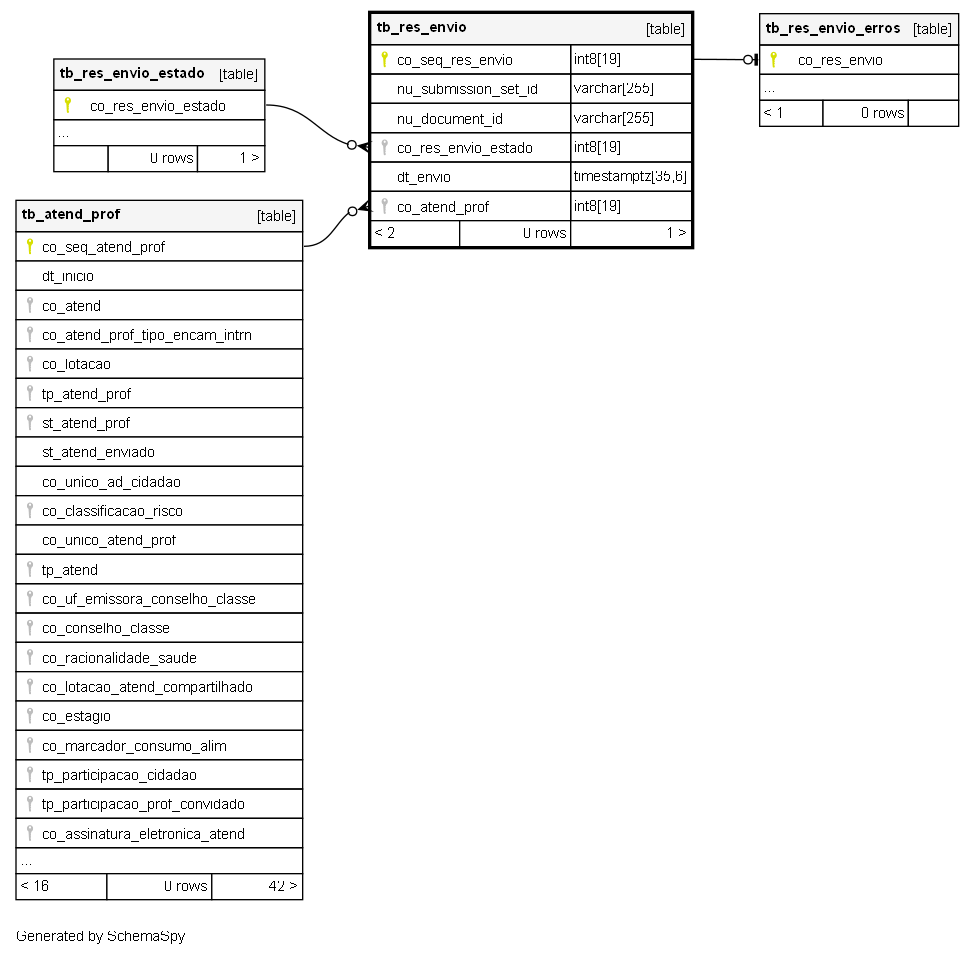 tb_res_envio [table]
co_seq_res_envio int8[19]
nu_submission_set_id varchar[255]
nu_document_id varchar[255]
co_res_envio_estado int8[19]
dt_envio timestamptz[35,6]
co_atend_prof int8[19]
< 2 0 rows 1 >
tb_res_envio_erros [table]
co_res_envio
...
< 1 0 rows
tb_res_envio_estado [table]
co_res_envio_estado
...
0 rows 1 >
tb_atend_prof [table]
co_seq_atend_prof
dt_inicio
co_atend
co_atend_prof_tipo_encam_intrn
co_lotacao
tp_atend_prof
st_atend_prof
st_atend_enviado
co_unico_ad_cidadao
co_classificacao_risco
co_unico_atend_prof
tp_atend
co_uf_emissora_conselho_classe
co_conselho_classe
co_racionalidade_saude
co_lotacao_atend_compartilhado
co_estagio
co_marcador_consumo_alim
tp_participacao_cidadao
tp_participacao_prof_convidado
co_assinatura_eletronica_atend
...
< 16 0 rows 42 >
Generated by SchemaSpy